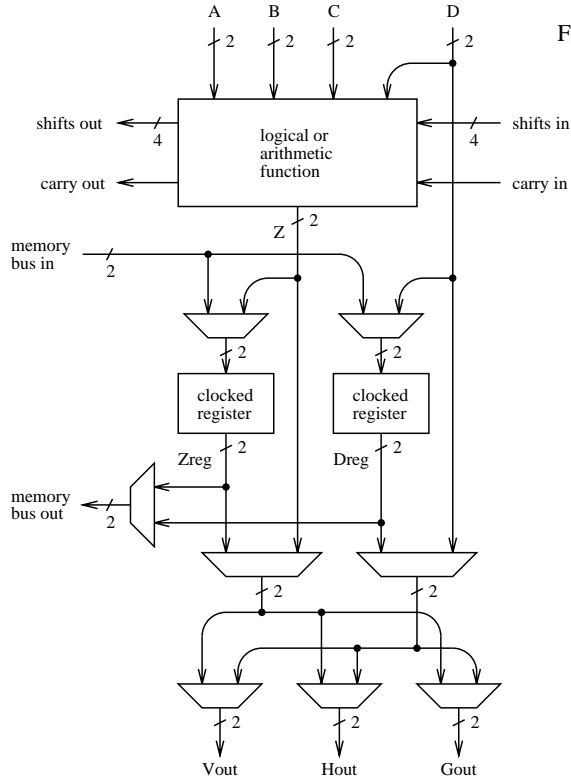 A B C D
F
2 2 2 2
shifts out
4
logical or
arithmetic
function
shifts in
4
carry out
carry in
Z
2
memory
bus in
2
2
2
clocked
register
clocked
register
Zreg
2
Dreg
2
memory
bus out
2
2
2
2
2
2
Vout
Hout
Gout